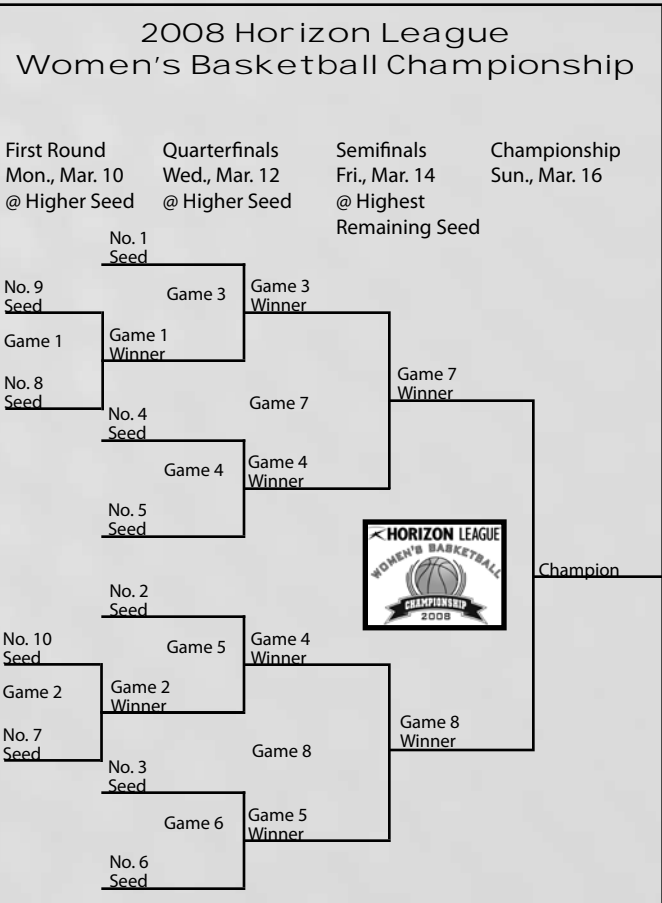 2008 Horizon League
Women's Basketball Championship
First Round
Mon., Mar. 10
@ Higher Seed
Quarterfinals
Wed., Mar. 12
@ Higher Seed
Semifinals
Fri., Mar. 14
@ Highest
Remaining Seed
Championship
Sun., Mar. 16
No. 1
Seed
No. 9
Seed
Game 3
Game 3
Winner
Game 1
Game 1
Winner
No. 8
Seed
Game 7
Winner
No. 4
Seed
Game 7
Game 4
Game 4
Winner
No. 5
Seed
HORIZON LEAGUE
WOMEN'S BASKETBALL
CHAMPIONSHIP
2008
Champion
No. 2
Seed
No. 10
Seed
Game 5
Game 4
Winner
Game 2
Game 2
Winner
No. 7
Seed
Game 8
Winner
Game 8
No. 3
Seed
Game 6
Game 5
Winner
No. 6
Seed